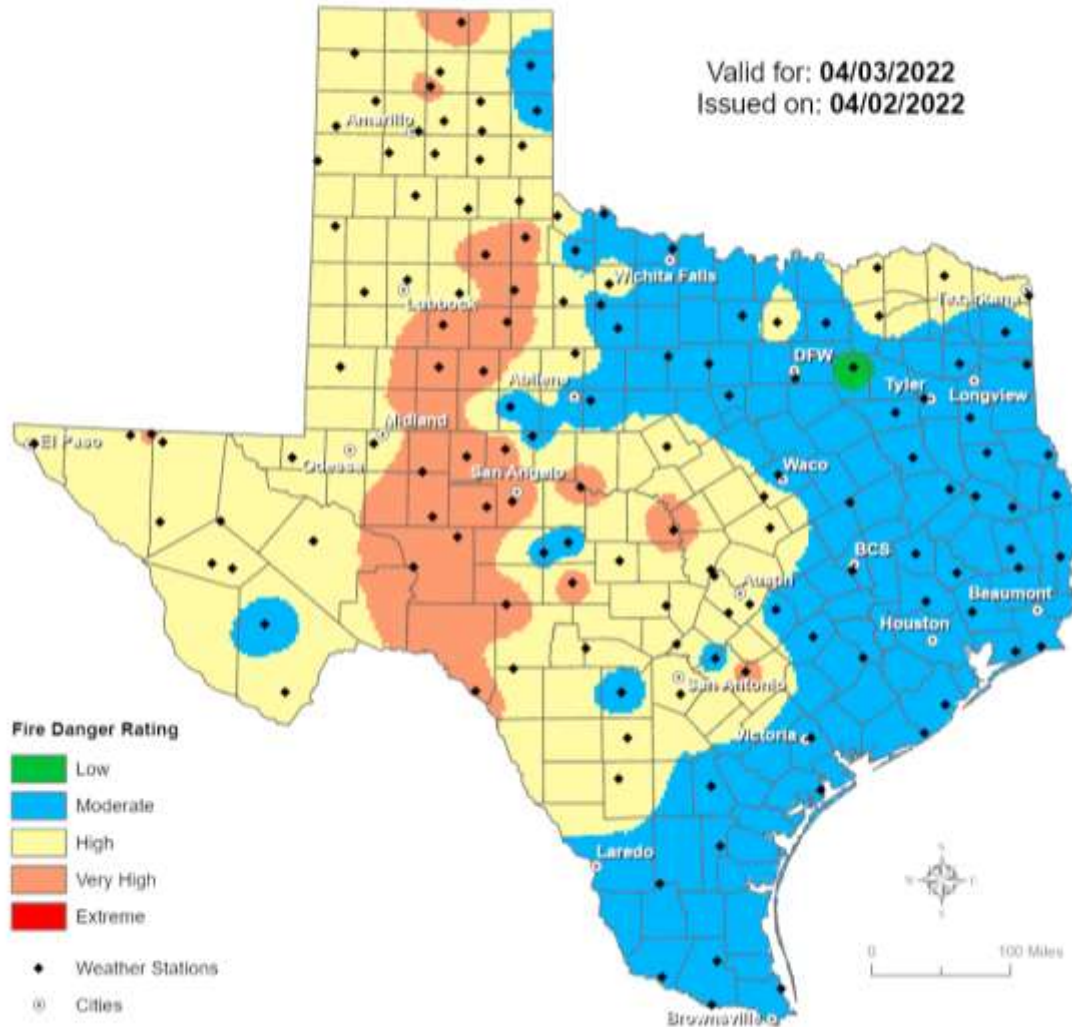 Valid for: 04/03/2022
Issued on: 04/02/2022
Amarillo
Wichita Falls
Lubbock
Texarkana
DFW
Abilene
Tyler
Longview
Midland
El Paso
Odessa
San Angelo
Waco
BCS
Austin
Beaumont
Houston
San Antonio
Victoria
Laredo
Brownsville
Fire Danger Rating
Low
Moderate
High
Very High
Extreme
Weather Stations
Cities
0 100 Miles